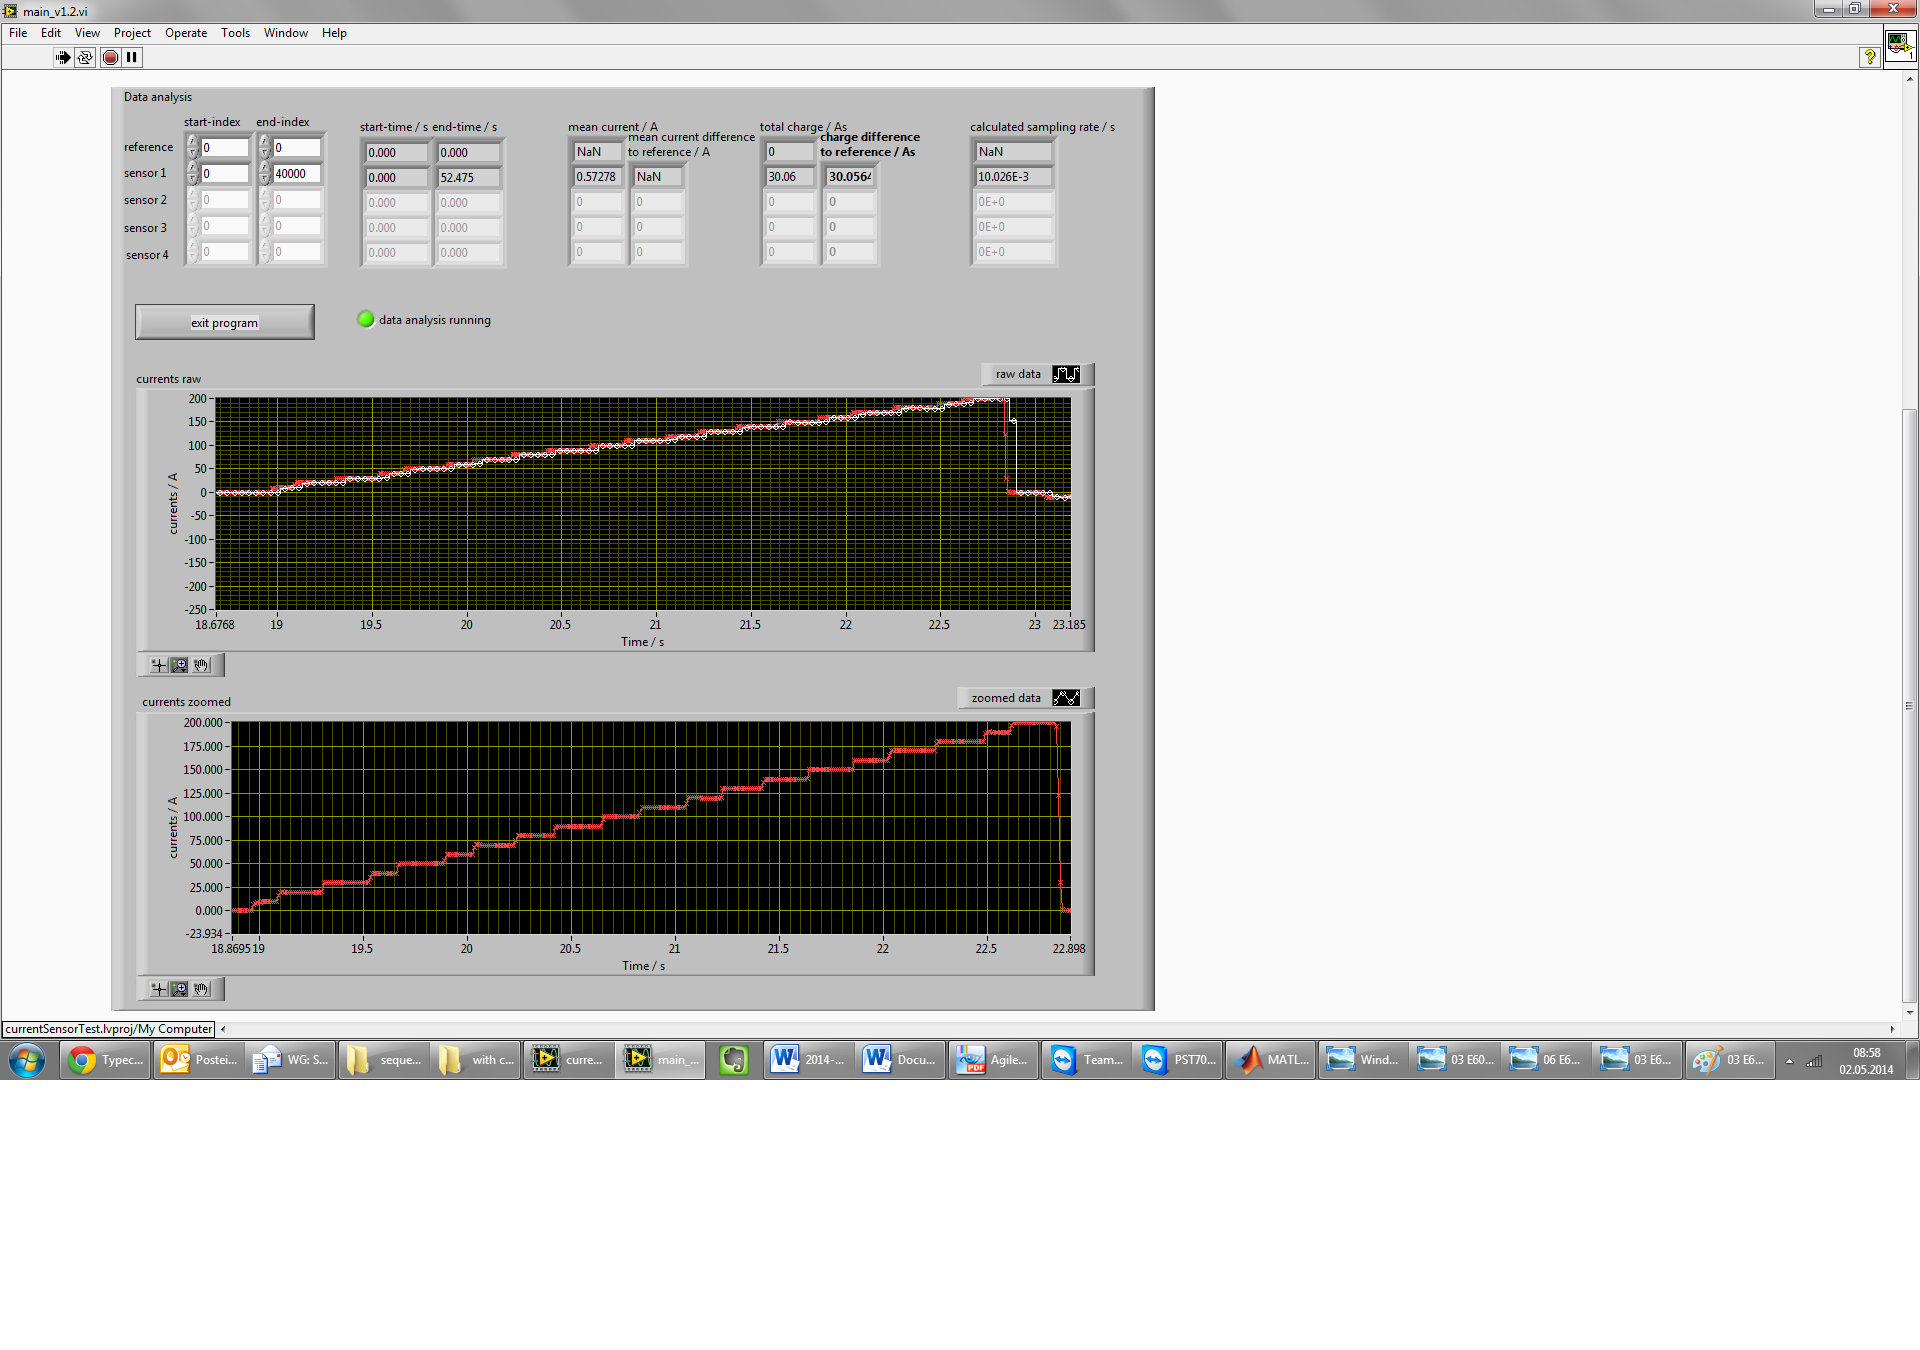 main_v1.2.vi
File Edit View Project Operate Tools Window Help
Data analysis
start-index end-index
start-time / s end-time / s
mean current / A
mean current difference
to reference / A
total charge / As
charge difference
to reference / As
calculated sampling rate / s
reference 0 0 0.000 0.000 NaN 0 NaN
sensor 1 0 40000 0.000 52.475 0.57278 NaN 30.06 30.0564 10.026E-3
sensor 2 0 0 0.000 0.000 0 0 0 0 0E+0
sensor 3 0 0 0.000 0.000 0 0 0 0 0E+0
sensor 4 0 0 0.000 0.000 0 0 0 0 0E+0
exit program
data analysis running
currents raw
raw data
currents / A
200
150
100
50
0
-50
-100
-150
-200
-250
18.6768 19 19.5 20 20.5 21 21.5 22 22.5 23 23.185
Time / s
currents zoomed
zoomed data
currents / A
200.000
175.000
150.000
125.000
100.000
75.000
50.000
25.000
0.000
-23.934
18.8695 19 19.5 20 20.5 21 21.5 22 22.5 22.898
Time / s
currentSensorTest.lvproj/My Computer
Typec... Postei... WG: S... seque... with c... curre... main_... 2014-... Docu... PDF Agile... Team... PST70... MATL... Wind... 03 E60... 06 E6... 03 E6... 03 E6...
08:58
02.05.2014